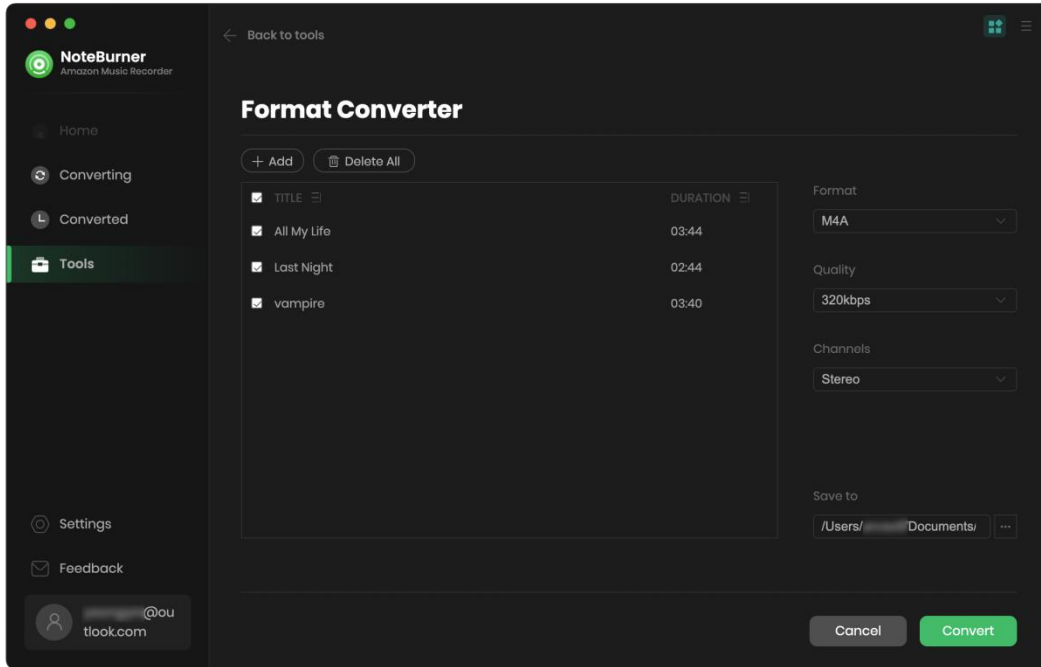 NoteBurner
Amazon Music Recorder
Home
Converting
Converted
Tools
Settings
Feedback
@ou
tlook.com
Back to tools
Format Converter
+ Add
Delete All
TITLE
DURATION
All My Life
03:44
Last Night
02:44
vampire
03:40
Format
M4A
Quality
320kbps
Channels
Stereo
Save to
/Users/ Documents/
...
Cancel
Convert